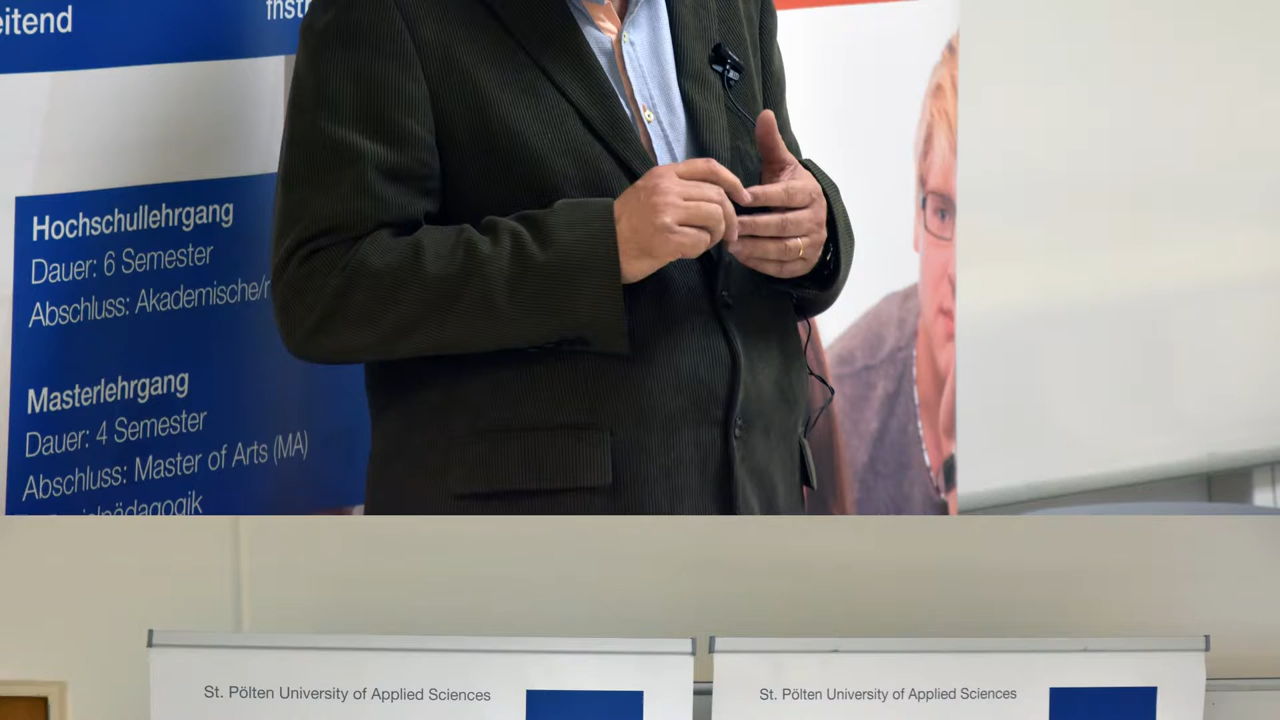 eitend
Hochschullehrgang
Dauer: 6 Semester
Abschluss: Akademische/r
Masterlehrgang
Dauer: 4 Semester
Abschluss: Master of Arts (MA)
St. Pölten University of Applied Sciences
St. Pölten University of Applied Sciences